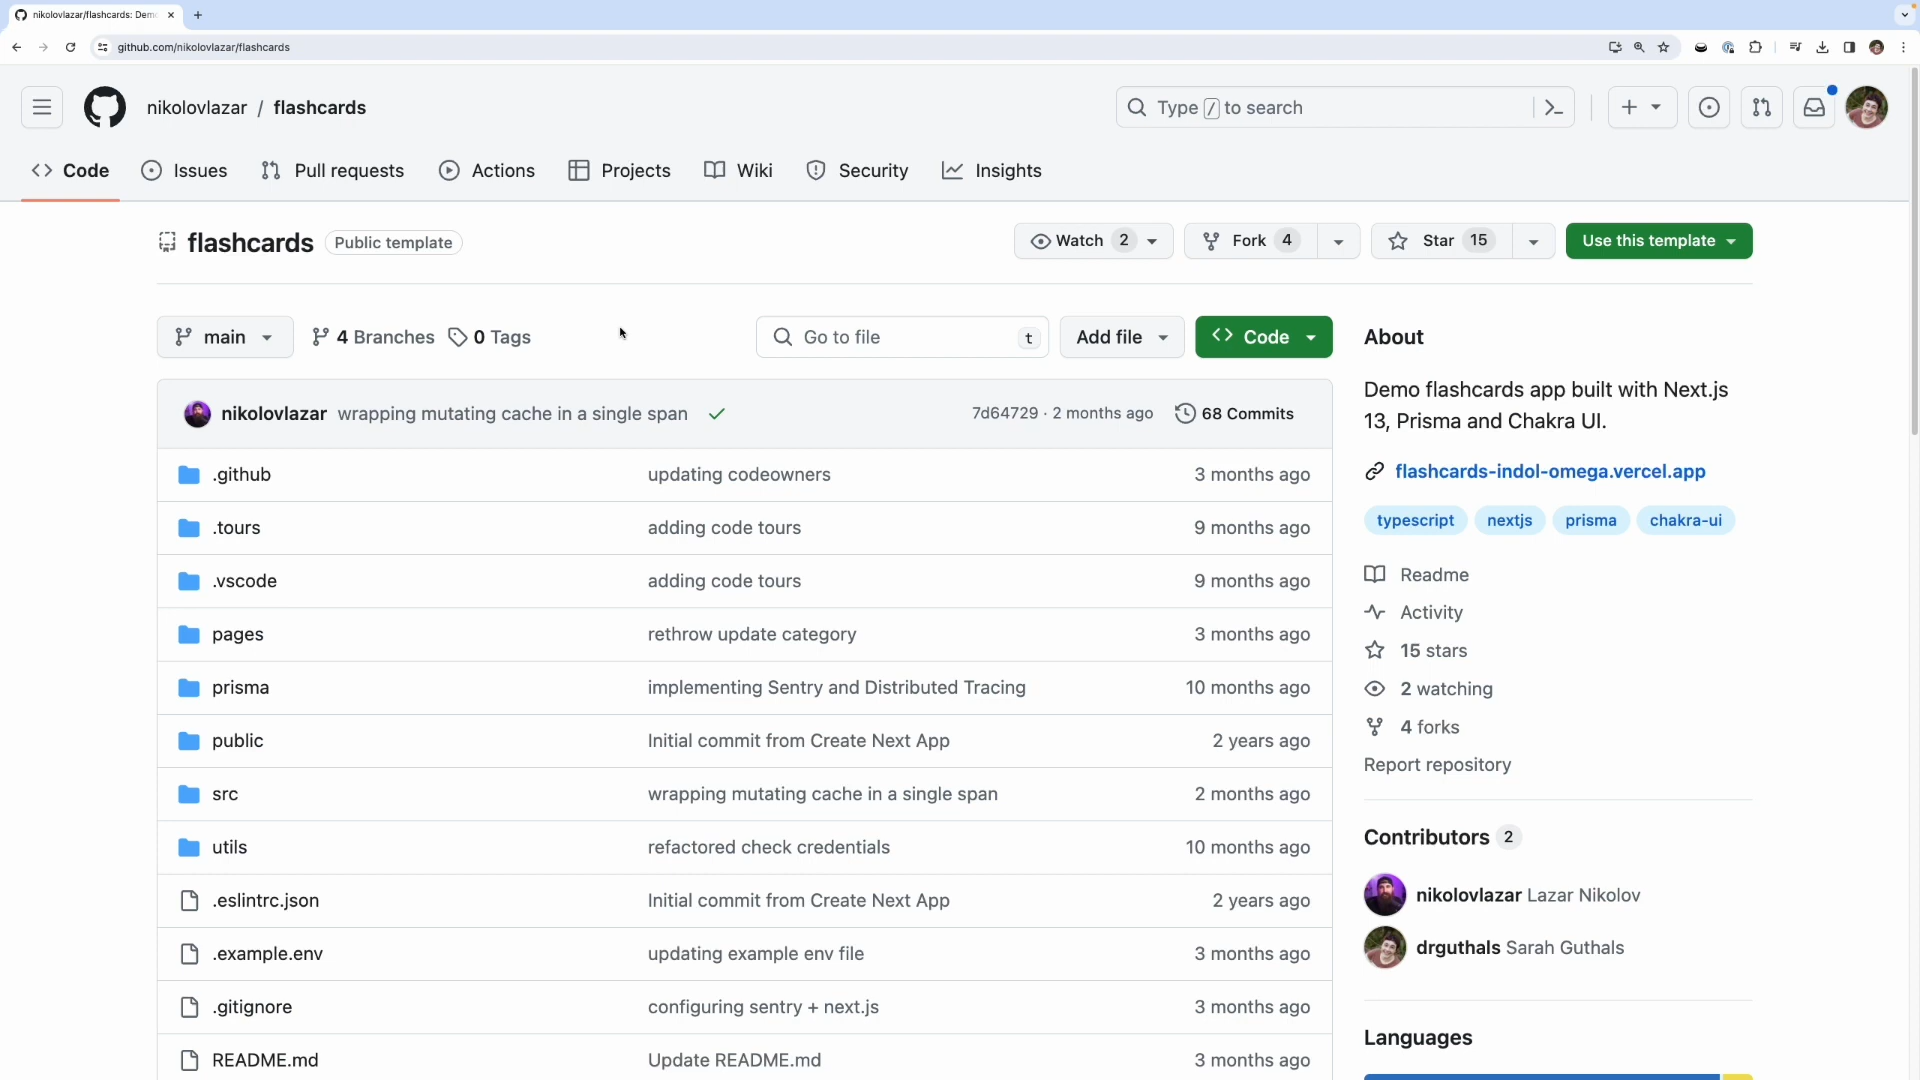 nikolovlazar/flashcards: Dem
github.com/nikolovlazar/flashcards
nikolovlazar / flashcards
Type / to search
Code Issues Pull requests Actions Projects Wiki Security Insights
flashcards Public template
Watch 2 Fork 4 Star 15 Use this template
main 4 Branches 0 Tags Go to file t Add file Code
nikolovlazar wrapping mutating cache in a single span 7d64729 · 2 months ago 68 Commits
.github updating codeowners 3 months ago
.tours adding code tours 9 months ago
.vscode adding code tours 9 months ago
pages rethrow update category 3 months ago
prisma implementing Sentry and Distributed Tracing 10 months ago
public Initial commit from Create Next App 2 years ago
src wrapping mutating cache in a single span 2 months ago
utils refactored check credentials 10 months ago
.eslintrc.json Initial commit from Create Next App 2 years ago
.example.env updating example env file 3 months ago
.gitignore configuring sentry + next.js 3 months ago
README.md Update README.md 3 months ago
About
Demo flashcards app built with Next.js
13, Prisma and Chakra UI.
flashcards-indol-omega.vercel.app
typescript nextjs prisma chakra-ui
Readme
Activity
15 stars
2 watching
4 forks
Report repository
Contributors 2
nikolovlazar Lazar Nikolov
drguthals Sarah Guthals
Languages